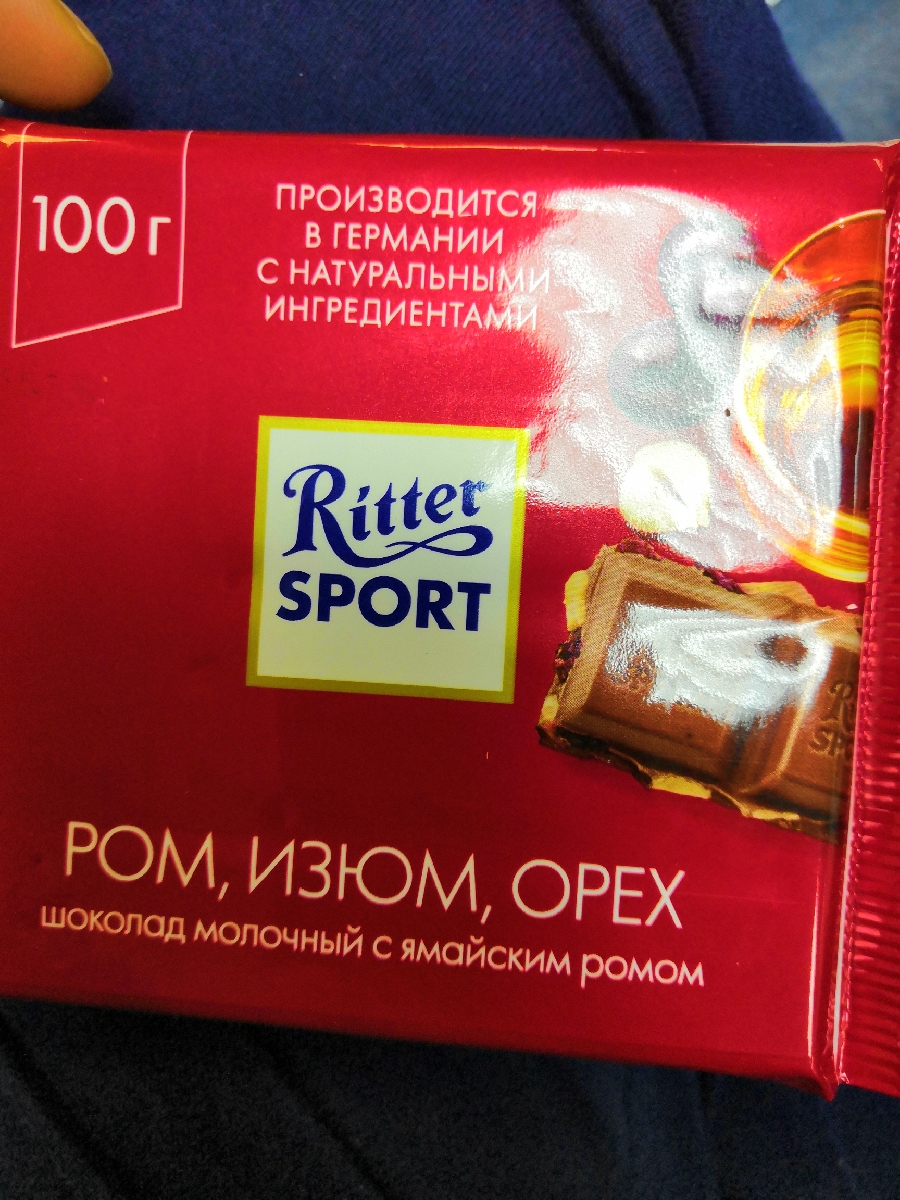 100 г
ПРОИЗВОДИТСЯ
В ГЕРМАНИИ
С НАТУРАЛЬНЫМИ
ИНГРЕДИЕНТАМИ
Ritter
SPORT
РОМ, ИЗЮМ, ОРЕХ
шоколад молочный с ямайским ромом